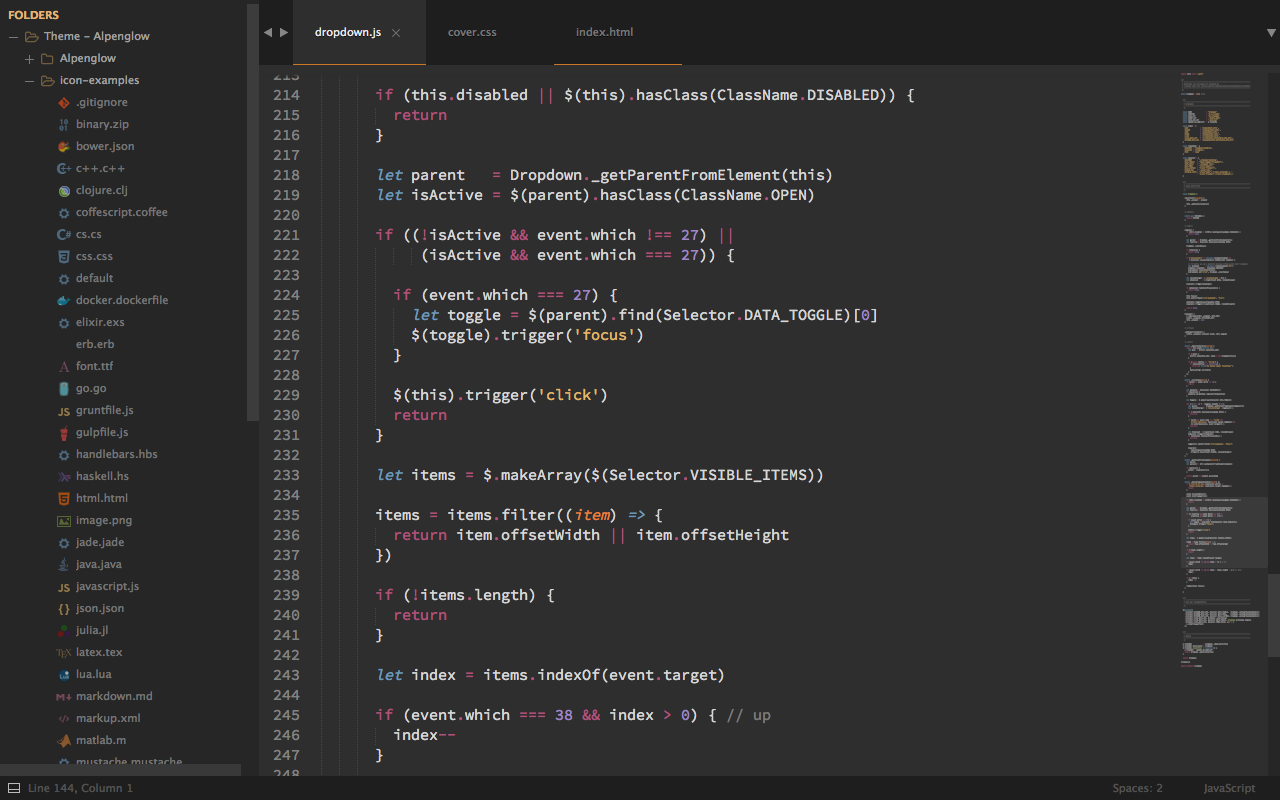 FOLDERS
Theme - Alpenglow
Alpenglow
icon-examples
.gitignore
binary.zip
bower.json
c++.c++
clojure.clj
coffescript.coffee
cs.cs
css.css
default
docker.dockerfile
elixir.exs
erb.erb
font.ttf
go.go
gruntfile.js
gulpfile.js
handlebars.hbs
haskell.hs
html.html
image.png
jade.jade
java.java
javascript.js
json.json
julia.jl
latex.tex
lua.lua
markdown.md
markup.xml
matlab.m
mustache.mustache
dropdown.js cover.css index.html
213
214 if (this.disabled || $(this).hasClass(ClassName.DISABLED)) {
215 return
216 }
217
218 let parent   = Dropdown._getParentFromElement(this)
219 let isActive = $(parent).hasClass(ClassName.OPEN)
220
221 if ((!isActive && event.which !== 27) ||
222 (isActive && event.which === 27)) {
223
224 if (event.which === 27) {
225 let toggle = $(parent).find(Selector.DATA_TOGGLE)[0]
226 $(toggle).trigger('focus')
227 }
228
229 $(this).trigger('click')
230 return
231 }
232
233 let items = $.makeArray($(Selector.VISIBLE_ITEMS))
234
235 items = items.filter((item) => {
236 return item.offsetWidth || item.offsetHeight
237 })
238
239 if (!items.length) {
240 return
241 }
242
243 let index = items.indexOf(event.target)
244
245 if (event.which === 38 && index > 0) { // up
246 index--
247 }
248
Line 144, Column 1
Spaces: 2 JavaScript